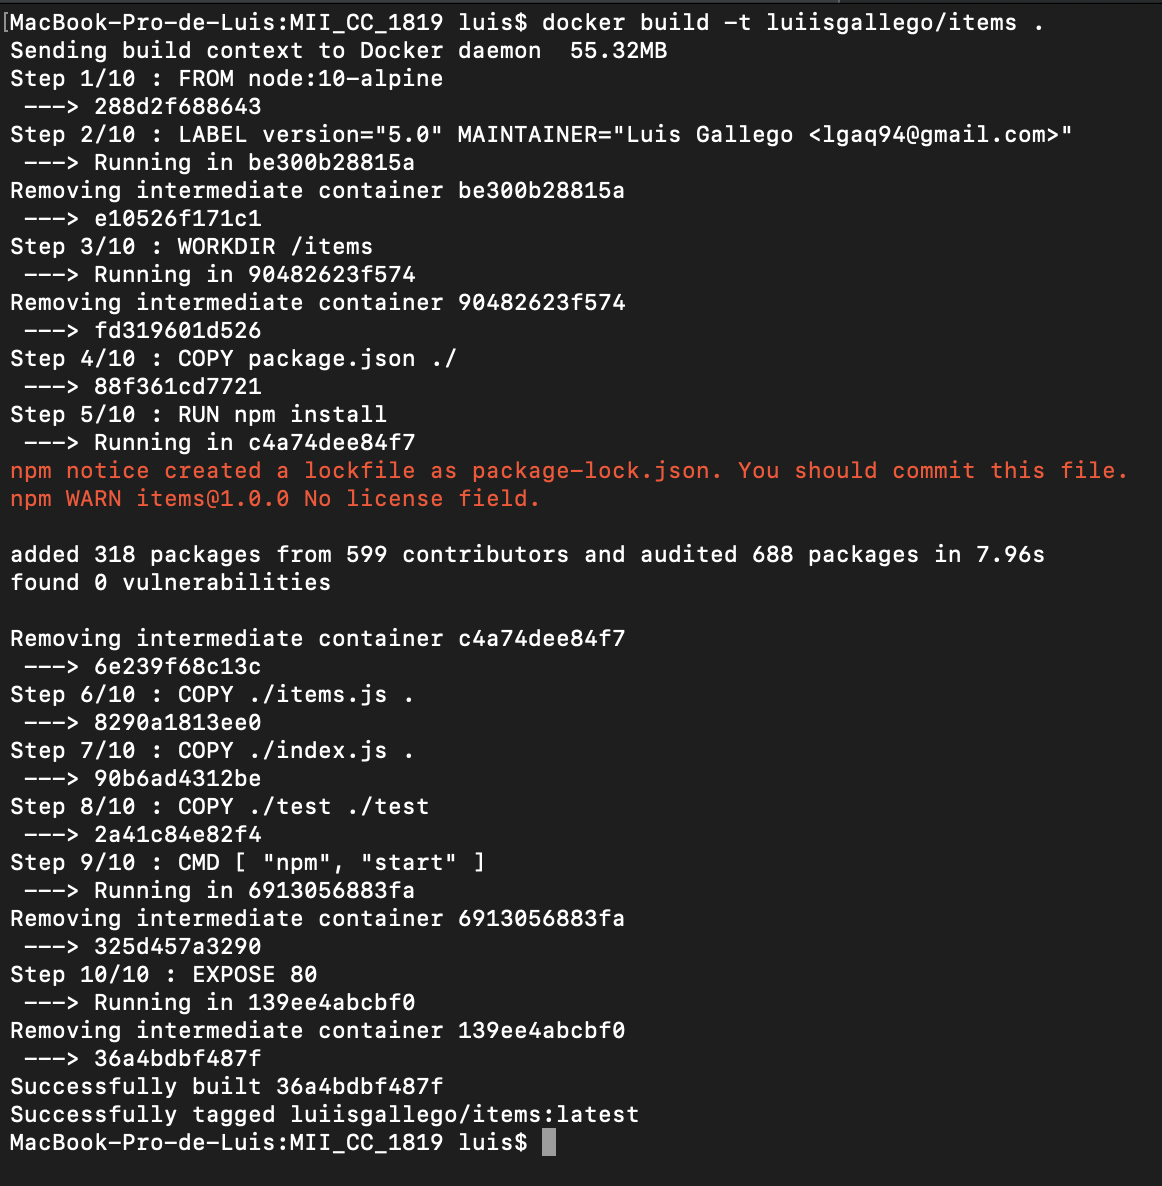 [MacBook-Pro-de-Luis:MII_CC_1819 luis$ docker build -t luiisgallego/items .
Sending build context to Docker daemon  55.32MB
Step 1/10 : FROM node:10-alpine
 ---> 288d2f688643
Step 2/10 : LABEL version="5.0" MAINTAINER="Luis Gallego <lgaq94@gmail.com>"
 ---> Running in be300b28815a
Removing intermediate container be300b28815a
 ---> e10526f171c1
Step 3/10 : WORKDIR /items
 ---> Running in 90482623f574
Removing intermediate container 90482623f574
 ---> fd319601d526
Step 4/10 : COPY package.json ./
 ---> 88f361cd7721
Step 5/10 : RUN npm install
 ---> Running in c4a74dee84f7
npm notice created a lockfile as package-lock.json. You should commit this file.
npm WARN items@1.0.0 No license field.

added 318 packages from 599 contributors and audited 688 packages in 7.96s
found 0 vulnerabilities

Removing intermediate container c4a74dee84f7
 ---> 6e239f68c13c
Step 6/10 : COPY ./items.js .
 ---> 8290a1813ee0
Step 7/10 : COPY ./index.js .
 ---> 90b6ad4312be
Step 8/10 : COPY ./test ./test
 ---> 2a41c84e82f4
Step 9/10 : CMD [ "npm", "start" ]
 ---> Running in 6913056883fa
Removing intermediate container 6913056883fa
 ---> 325d457a3290
Step 10/10 : EXPOSE 80
 ---> Running in 139ee4abcbf0
Removing intermediate container 139ee4abcbf0
 ---> 36a4bdbf487f
Successfully built 36a4bdbf487f
Successfully tagged luiisgallego/items:latest
MacBook-Pro-de-Luis:MII_CC_1819 luis$